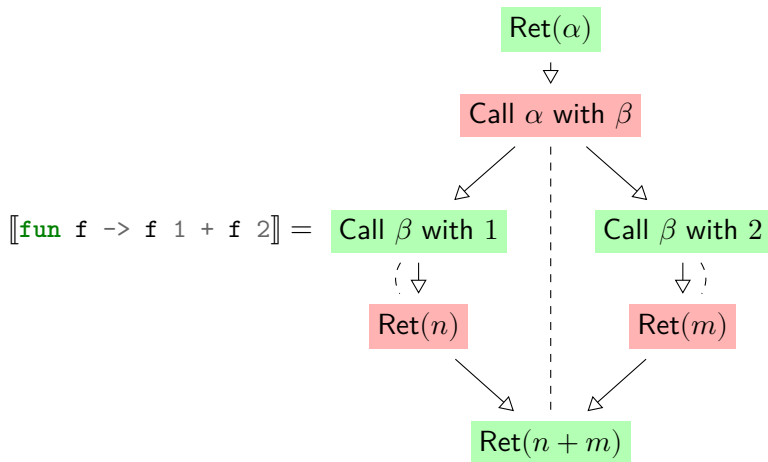 Ret(α)
Call α with β
⟦fun f -> f 1 + f 2⟧ =
Call β with 1
Call β with 2
Ret(n)
Ret(m)
Ret(n + m)